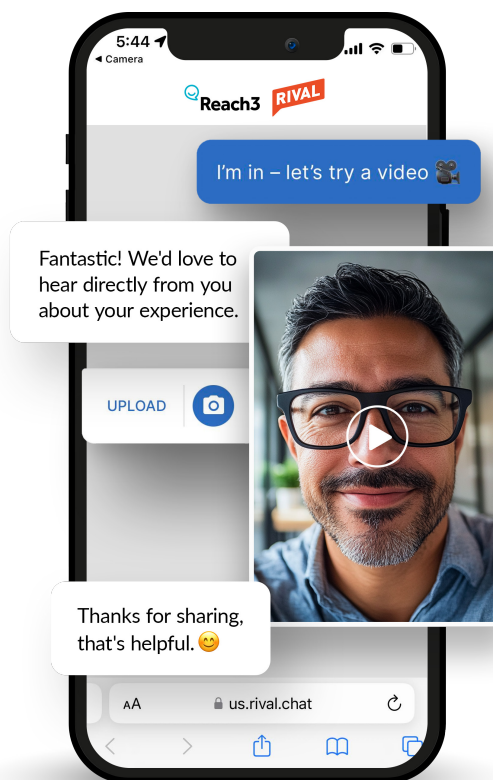 5:44
◀ Camera
Reach3 RIVAL
I'm in – let's try a video 🎥
Fantastic! We'd love to
hear directly from you
about your experience.
UPLOAD
Thanks for sharing,
that's helpful.😊
AA us.rival.chat